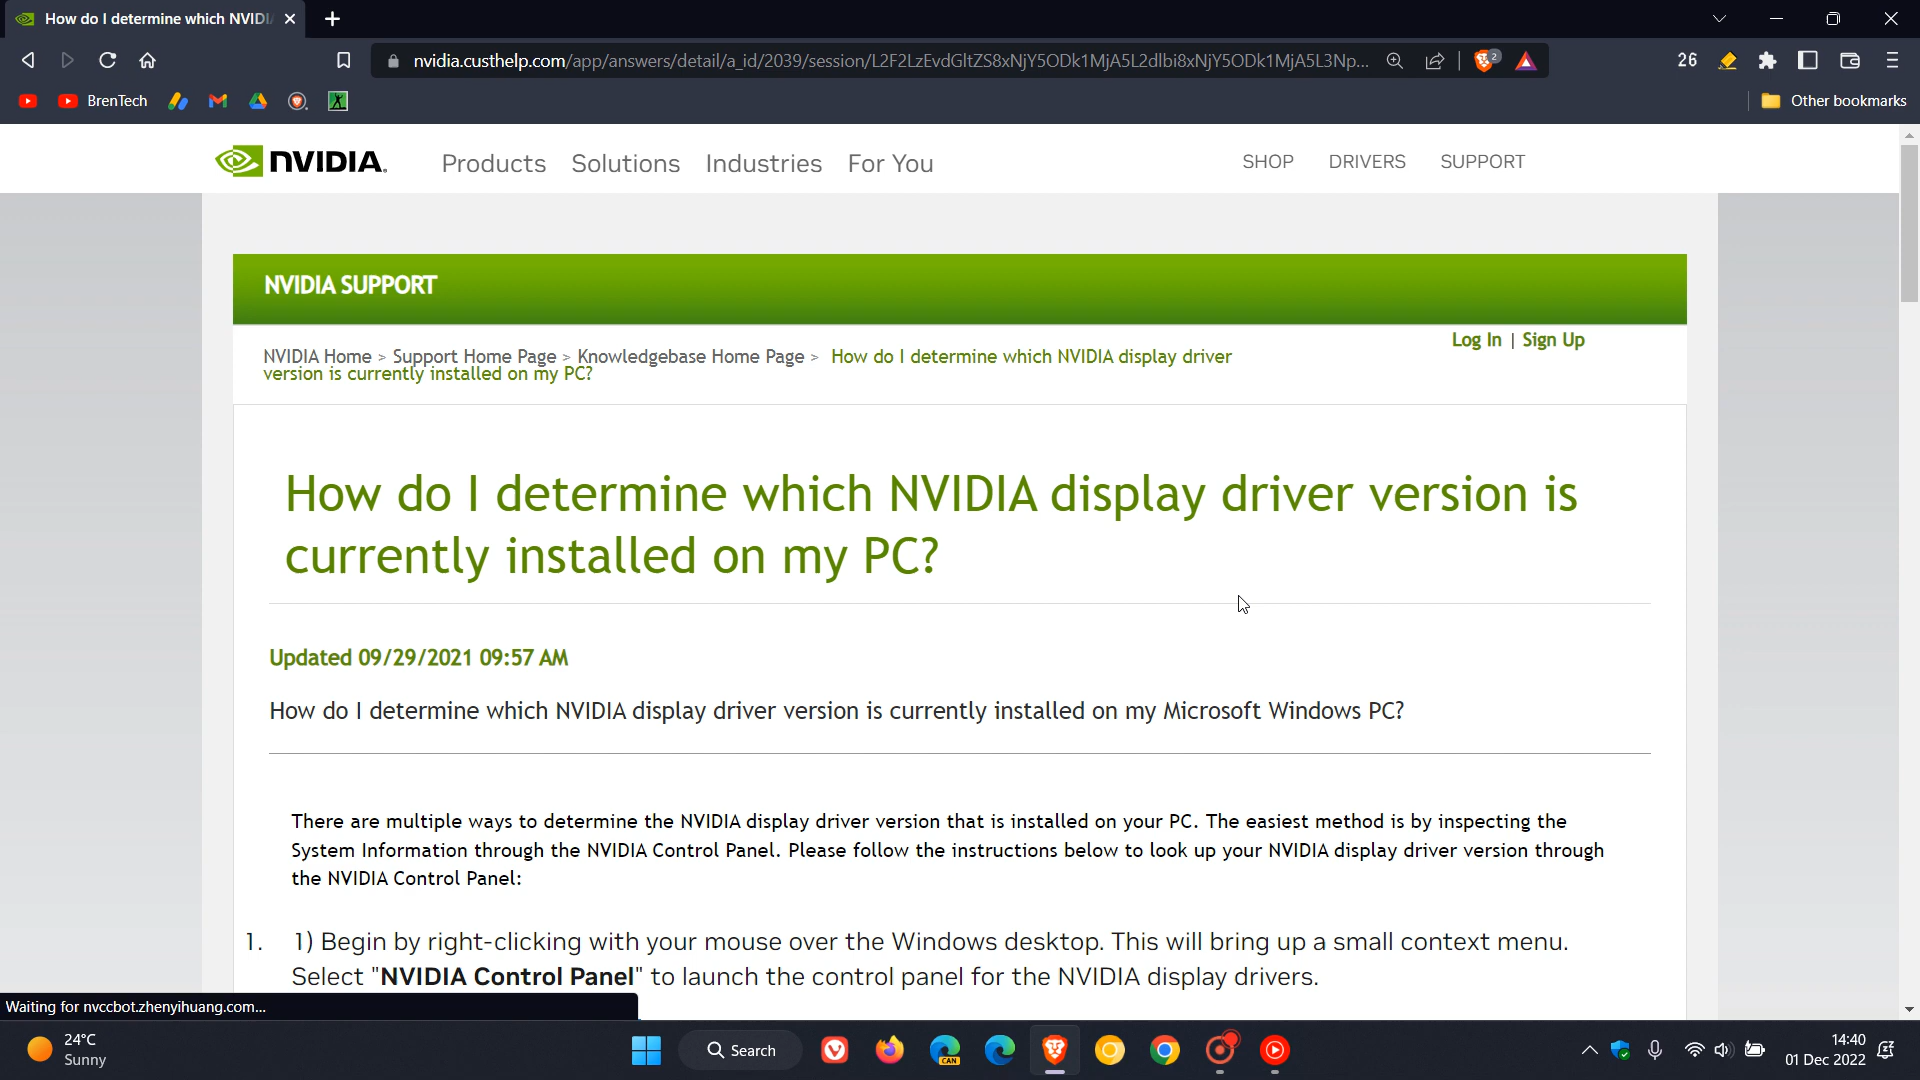 How do I determine which NVIDI
26
nvidia.custhelp.com/app/answers/detail/a_id/2039/session/L2F2LzEvdGltZS8xNjY5ODk1MjA5L2dlbi8xNjY5ODk1MjA5L3Np...
2
BrenTech
Other bookmarks
NVIDIA.
Products Solutions Industries For You
SHOP DRIVERS SUPPORT
NVIDIA SUPPORT
Log In | Sign Up
NVIDIA Home > Support Home Page > Knowledgebase Home Page > How do I determine which NVIDIA display driver
version is currently installed on my PC?
How do I determine which NVIDIA display driver version is
currently installed on my PC?
Updated 09/29/2021 09:57 AM
How do I determine which NVIDIA display driver version is currently installed on my Microsoft Windows PC?
There are multiple ways to determine the NVIDIA display driver version that is installed on your PC. The easiest method is by inspecting the
System Information through the NVIDIA Control Panel. Please follow the instructions below to look up your NVIDIA display driver version through
the NVIDIA Control Panel:
1. 1) Begin by right-clicking with your mouse over the Windows desktop. This will bring up a small context menu.
Select "NVIDIA Control Panel" to launch the control panel for the NVIDIA display drivers.
Waiting for nvccbot.zhenyihuang.com...
24°C
Sunny
Search
CAN
14:40
01 Dec 2022